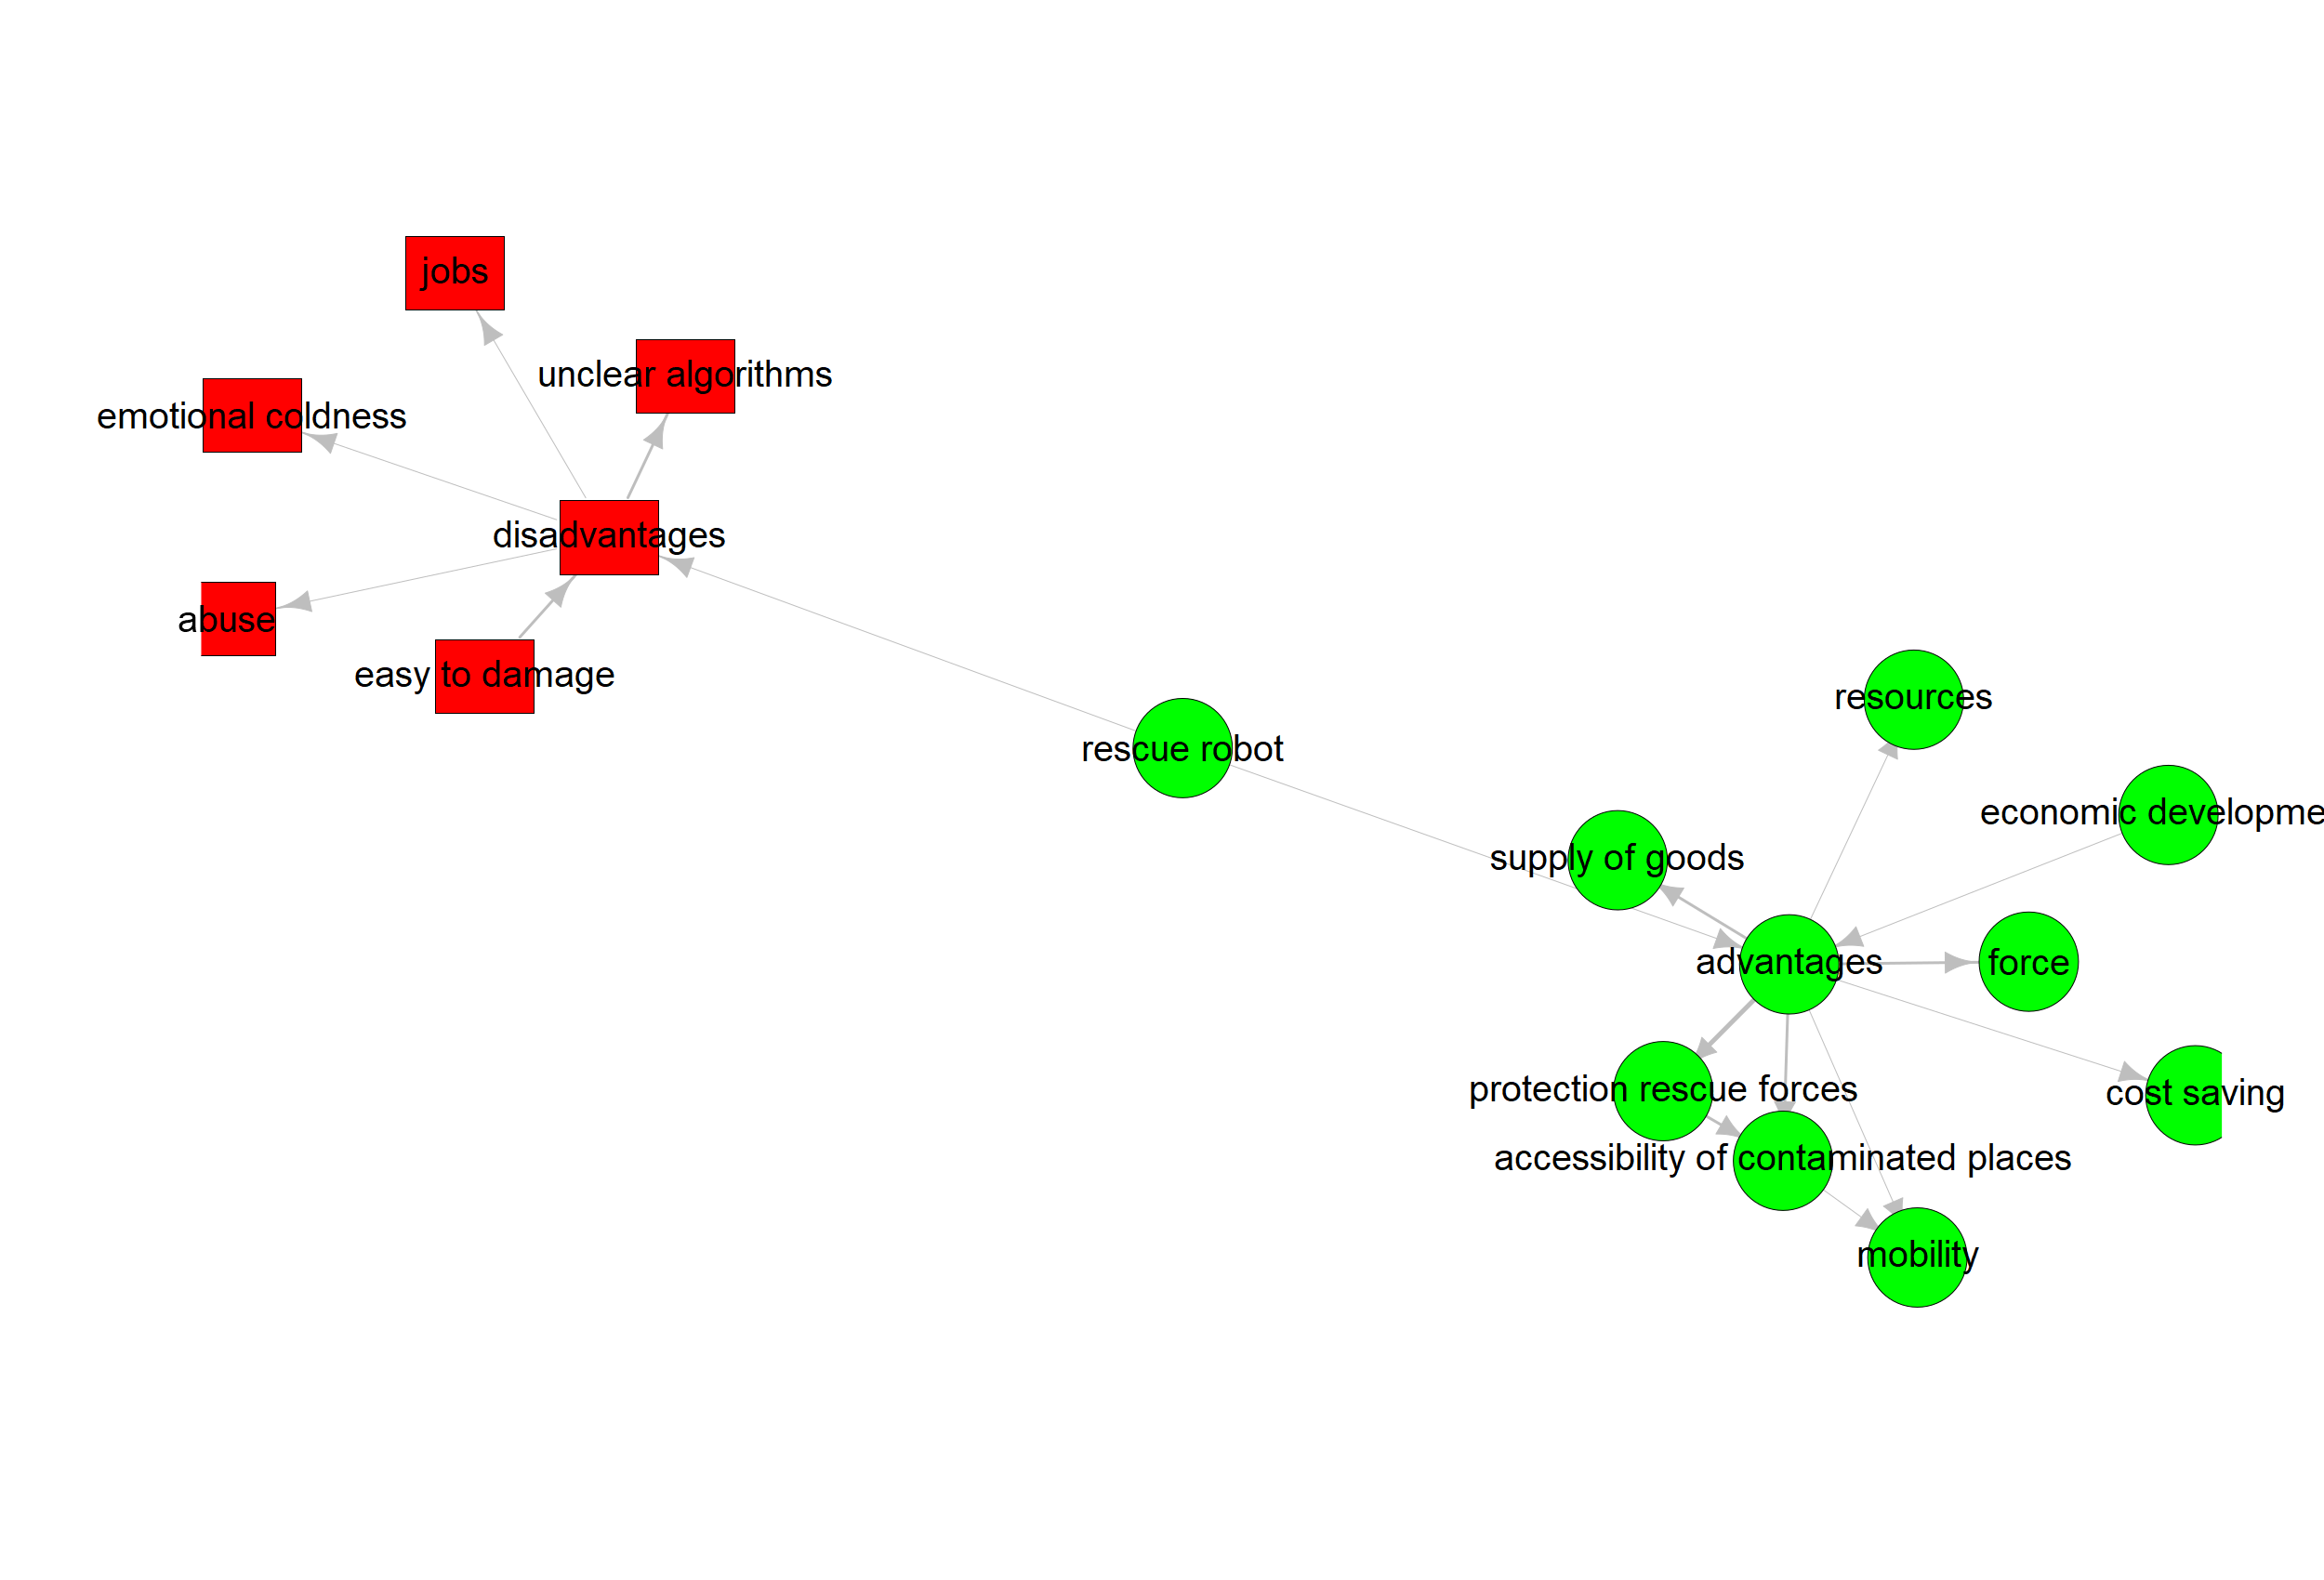 jobs
unclear algorithms
emotional coldness
disadvantages
abuse
easy to damage
rescue robot
resources
economic developme
supply of goods
advantages
force
protection rescue forces
cost saving
accessibility of contaminated places
mobility